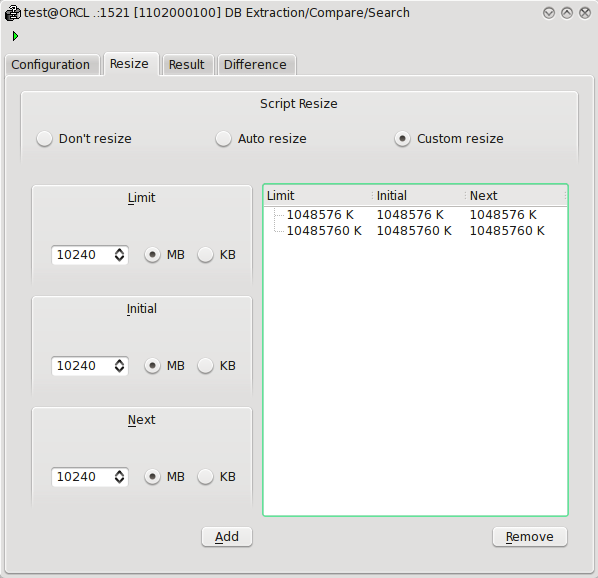 test@ORCL .:1521 [1102000100] DB Extraction/Compare/Search
Configuration Resize Result Difference
Script Resize
Don't resize Auto resize Custom resize
Limit
10240 MB KB
Initial
10240 MB KB
Next
10240 MB KB
Add
Limit Initial Next
1048576 K 1048576 K 1048576 K
10485760 K 10485760 K 10485760 K
Remove